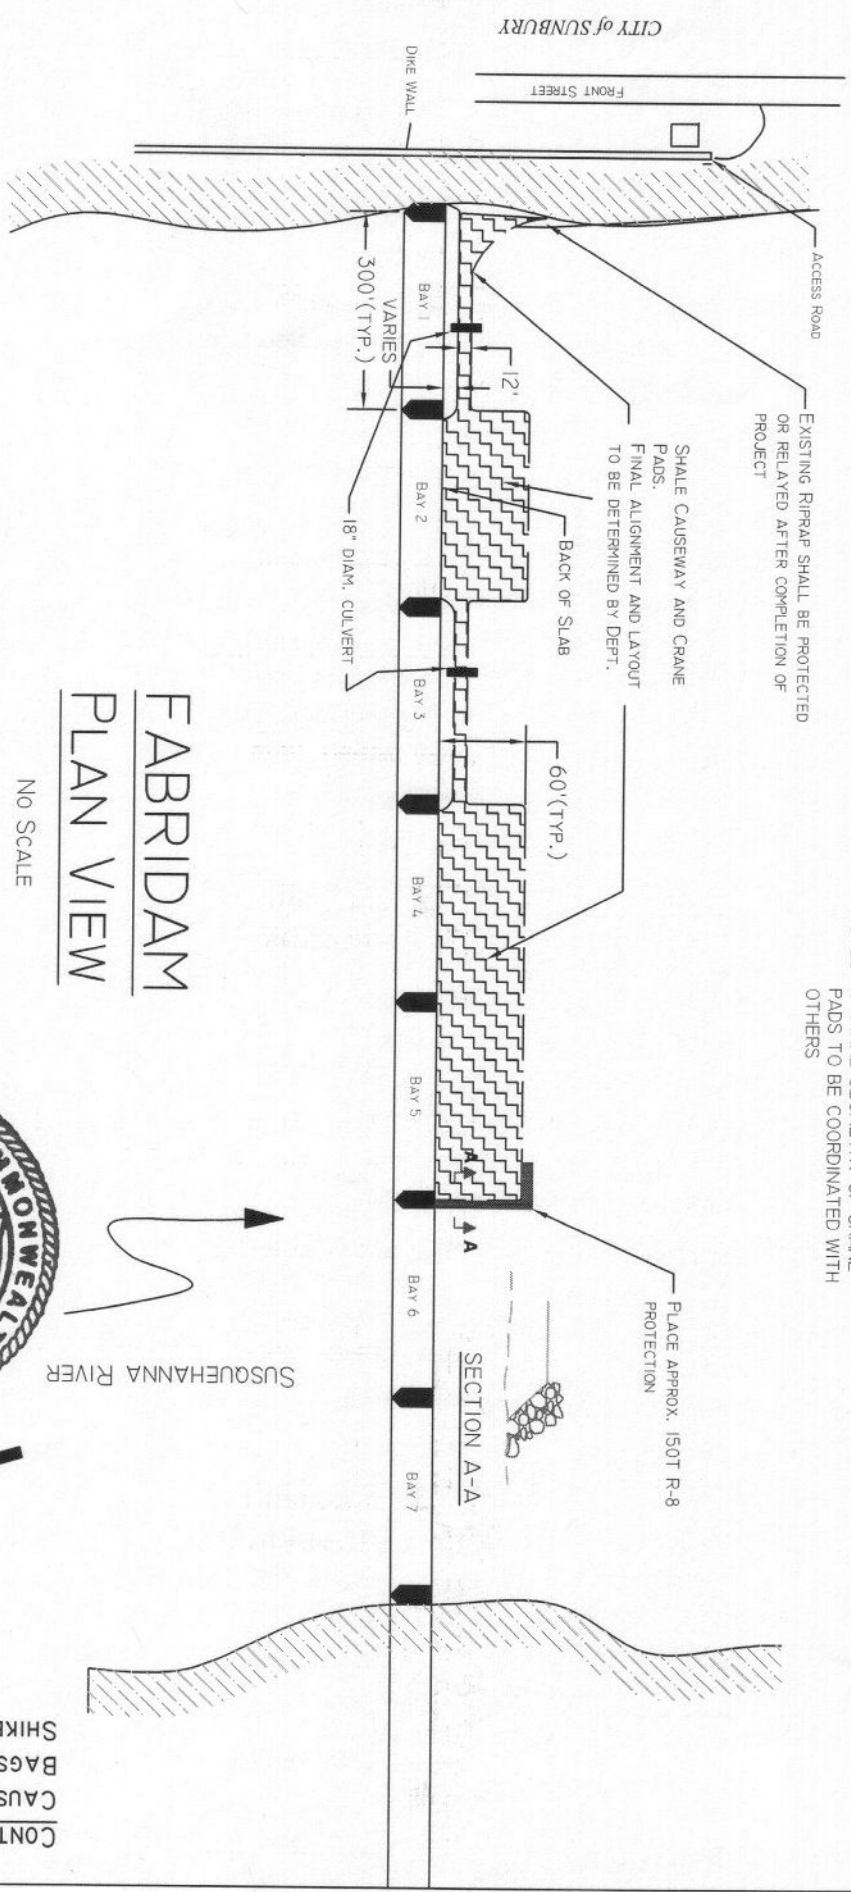 CITY of SUNBURY
FRONT STREET
DIKE WALL
ACCESS ROAD
EXISTING RIPRAP SHALL BE PROTECTED
OR RELAYED AFTER COMPLETION OF
PROJECT
SHALE CAUSEWAY AND CRANE
PADS.
FINAL ALIGNMENT AND LAYOUT
TO BE DETERMINED BY DEPT.
BACK OF SLAB
12'
VARIES
300'(TYP.)
18" DIAM. CULVERT
60'(TYP.)
BAY 1
BAY 2
BAY 3
BAY 4
BAY 5
BAY 6
BAY 7
PADS TO BE COORDINATED WITH
OTHERS
PLACE APPROX. 150T R-8
PROTECTION
A
A
SECTION A-A
SUSQUEHANNA RIVER
FABRIDAM
PLAN VIEW
NO SCALE
CONT
CAUS
BAGS
SHIKE